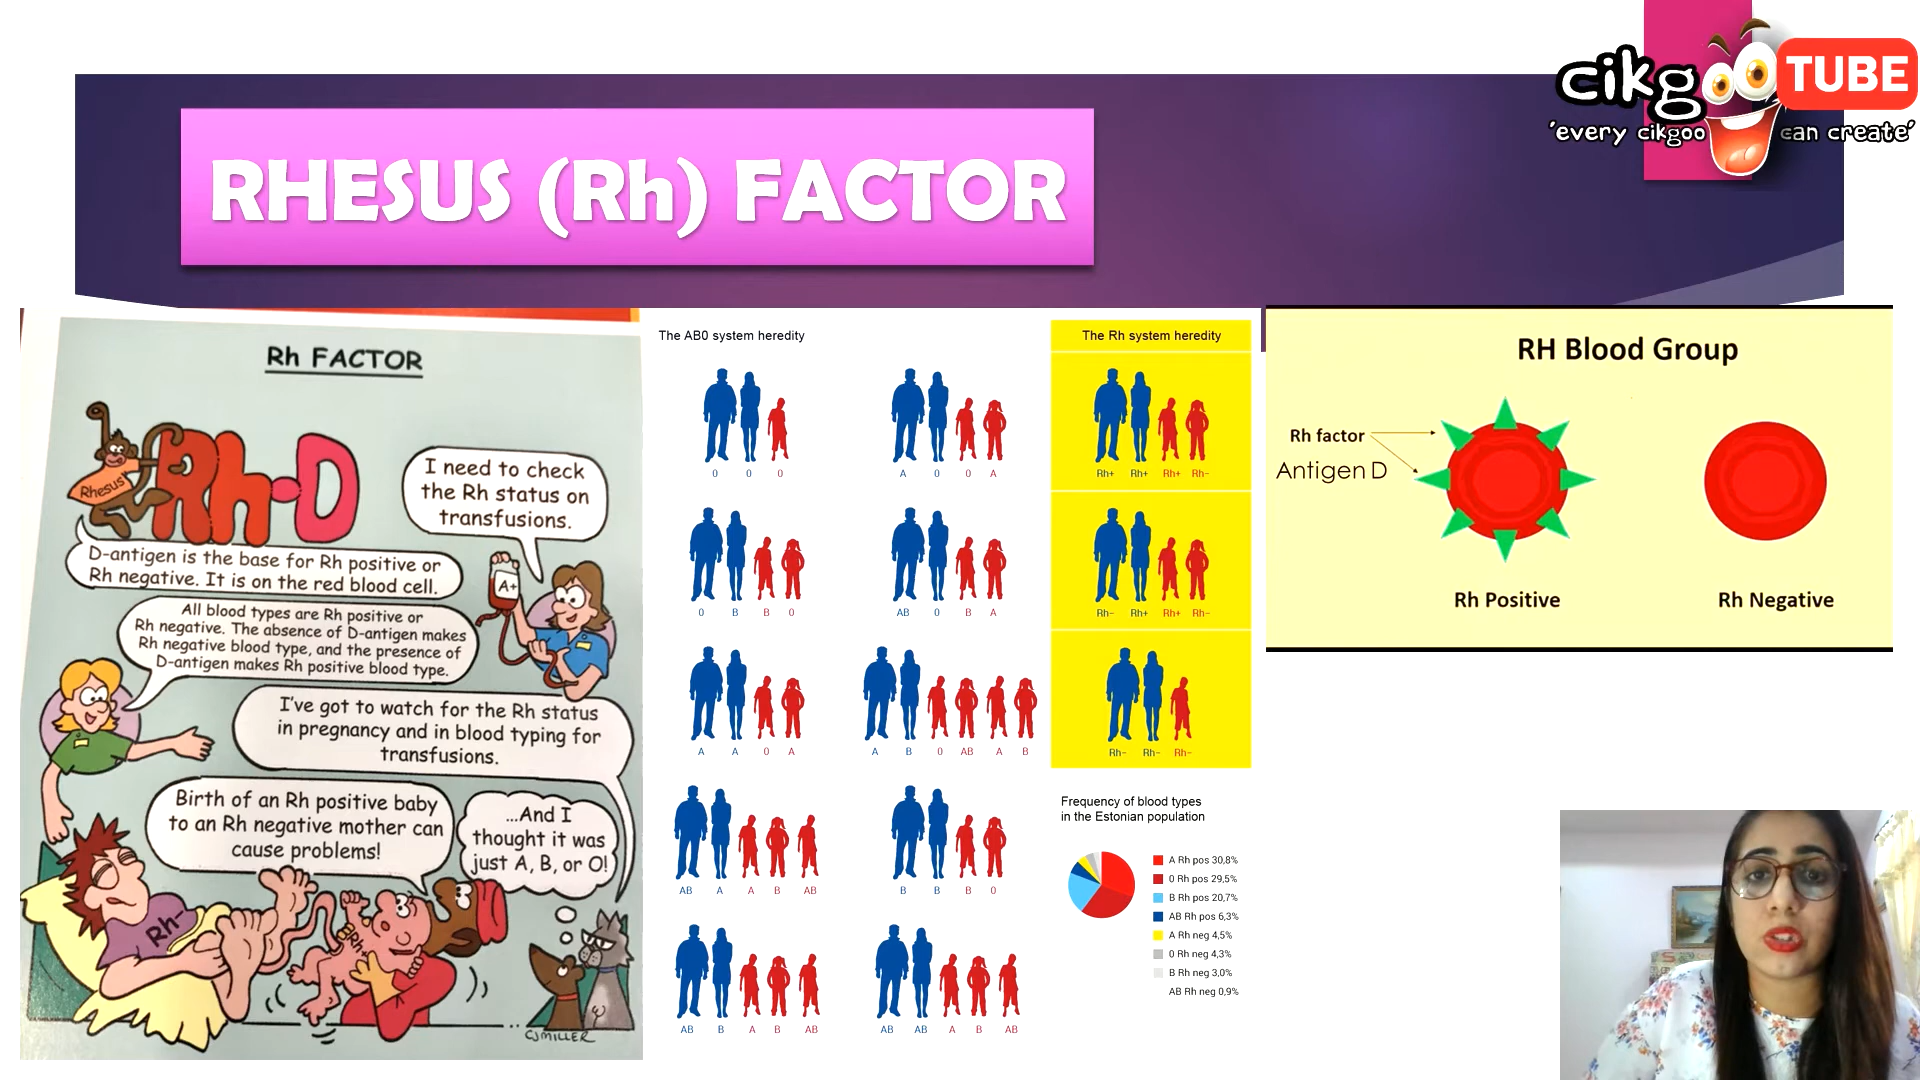 cikgoo TUBE
'every cikgoo can create'
RHESUS (Rh) FACTOR
Rh FACTOR
Rhesus
Rh-D
I need to check
the Rh status on
transfusions.
A+
D-antigen is the base for Rh positive or
Rh negative. It is on the red blood cell.
All blood types are Rh positive or
Rh negative. The absence of D-antigen makes
Rh negative blood type, and the presence of
D-antigen makes Rh positive blood type.
I've got to watch for the Rh status
in pregnancy and in blood typing for
transfusions.
Birth of an Rh positive baby
to an Rh negative mother can
cause problems!
...And I
thought it was
just A, B, or O!
Rh-
Rh+
CJMILLER
The AB0 system heredity
0 0 0
A 0 0 A
0 B B 0
AB 0 B A
A A 0 A
A B 0 AB A B
AB A A B AB
B B B 0
AB B A B AB
AB AB A B AB
The Rh system heredity
Rh+ Rh+ Rh+ Rh−
Rh− Rh+ Rh+ Rh−
Rh− Rh− Rh−
Frequency of blood types
in the Estonian population
A Rh pos 30,8%
0 Rh pos 29,5%
B Rh pos 20,7%
AB Rh pos 6,3%
A Rh neg 4,5%
0 Rh neg 4,3%
B Rh neg 3,0%
AB Rh neg 0,9%
RH Blood Group
Rh factor
Antigen D
Rh Positive
Rh Negative